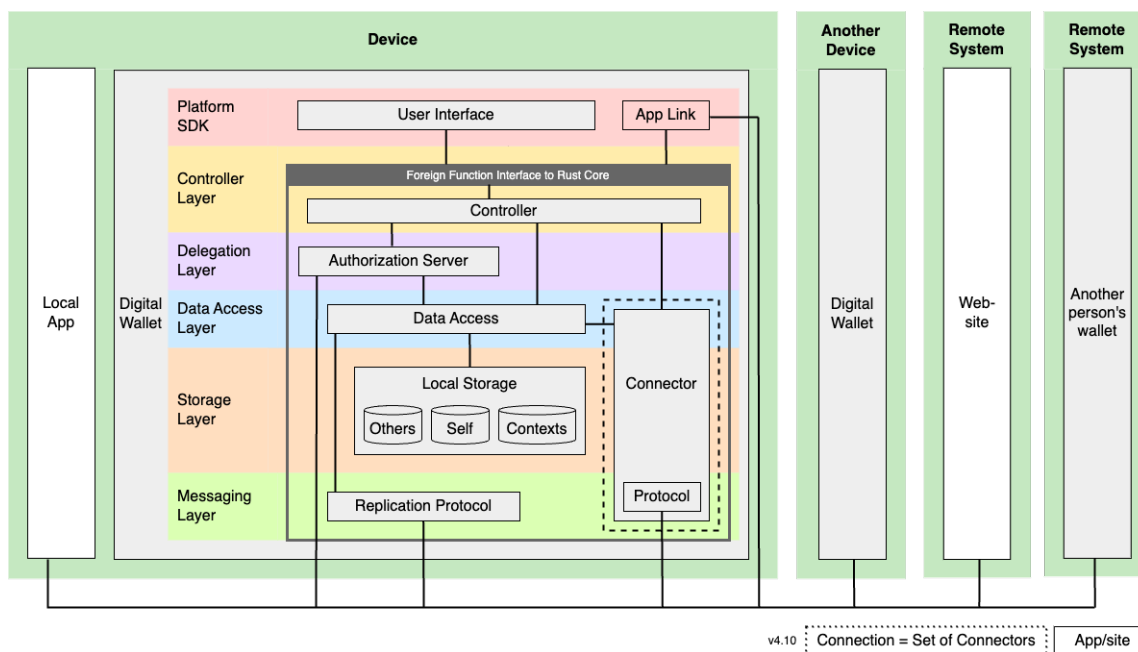 Device
Another
Device
Remote
System
Remote
System
Local
App
Digital
Wallet
Platform
SDK
User Interface
App Link
Controller
Layer
Foreign Function Interface to Rust Core
Controller
Delegation
Layer
Authorization Server
Data Access
Layer
Data Access
Storage
Layer
Local Storage
Others
Self
Contexts
Connector
Messaging
Layer
Replication Protocol
Protocol
Digital
Wallet
Web-
site
Another
person's
wallet
v4.10
Connection = Set of Connectors
App/site